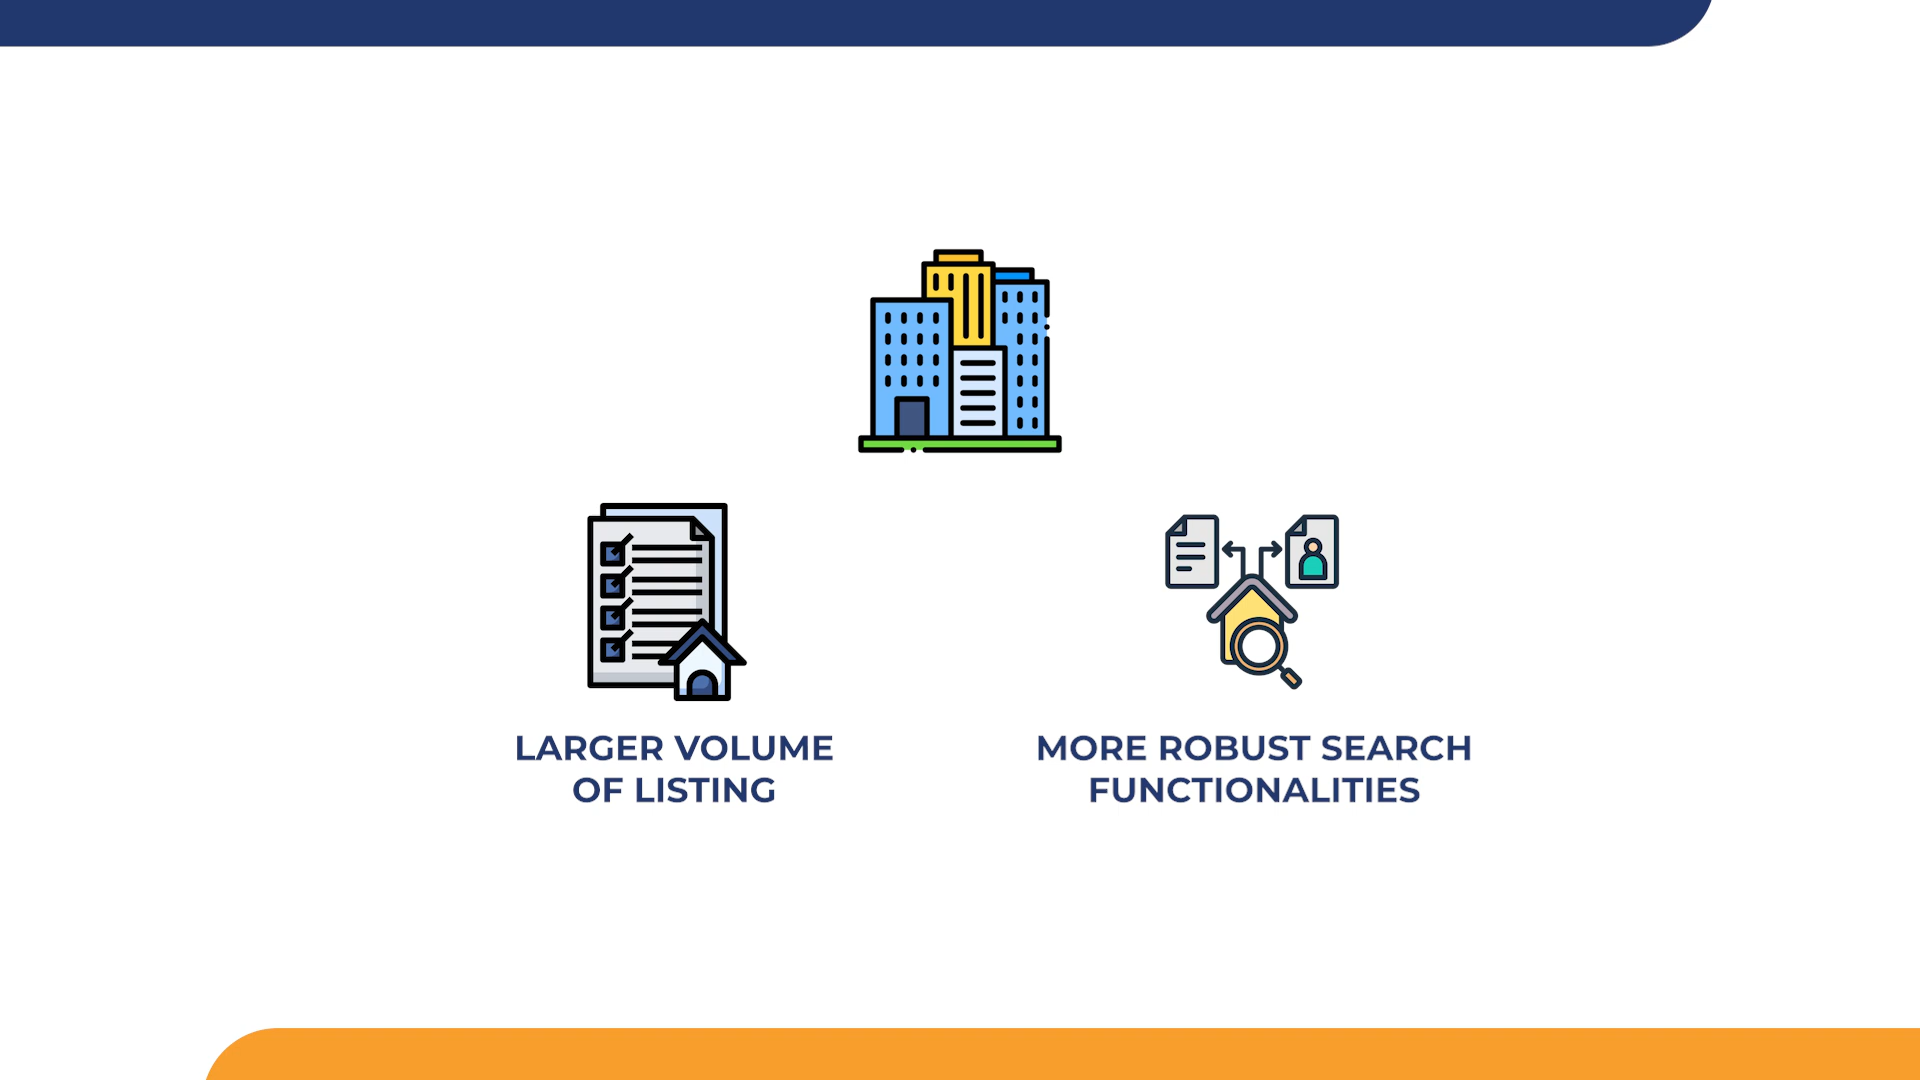 LARGER VOLUME
OF LISTING
MORE ROBUST SEARCH
FUNCTIONALITIES